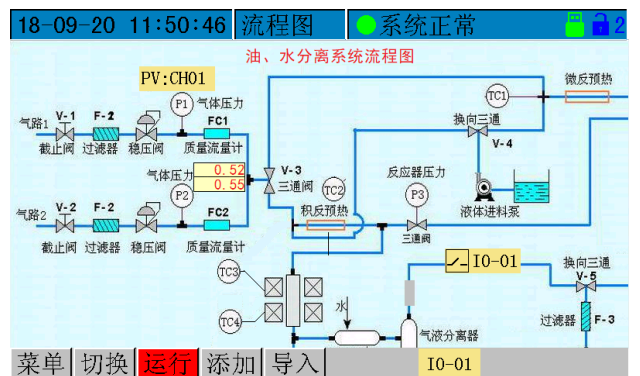 18-09-20 11:50:46 流程图 系统正常 2
油、水分离系统流程图
PV:CH01
微反预热
TC1
P1 气体压力
气路1 V-1 F-2 FC1
换向三通
截止阀 过滤器 稳压阀 质量流量计
V-4
0.52
V-3
气体压力
反应器压力
0.55
三通阀
TC2
P2
P3
液体进料泵
气路2 V-2 F-2 FC2
积反预热
截止阀 过滤器 稳压阀 质量流量计
三通阀
TC3
IO-01
换向三通
V-5
TC4
水
过滤器 F-3
气液分离器
菜单 切换 运行 添加 导入 IO-01